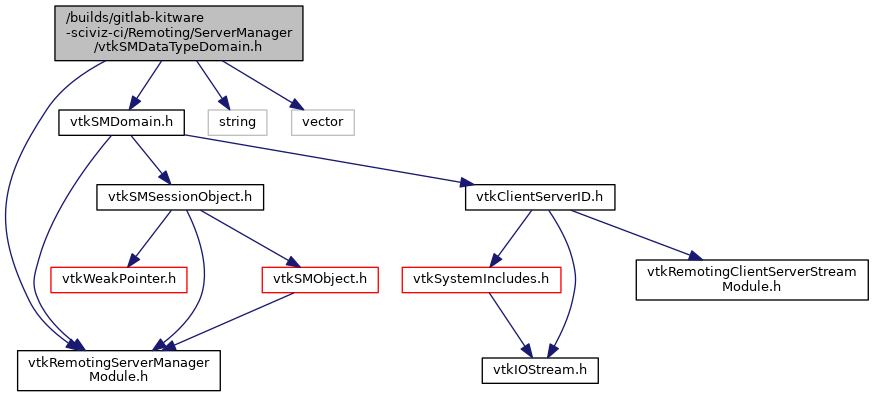 /builds/gitlab-kitware
-sciviz-ci/Remoting/ServerManager
/vtkSMDataTypeDomain.h
vtkSMDomain.h
string
vector
vtkSMSessionObject.h
vtkClientServerID.h
vtkWeakPointer.h
vtkSMObject.h
vtkSystemIncludes.h
vtkRemotingClientServerStream
Module.h
vtkRemotingServerManager
Module.h
vtkIOStream.h